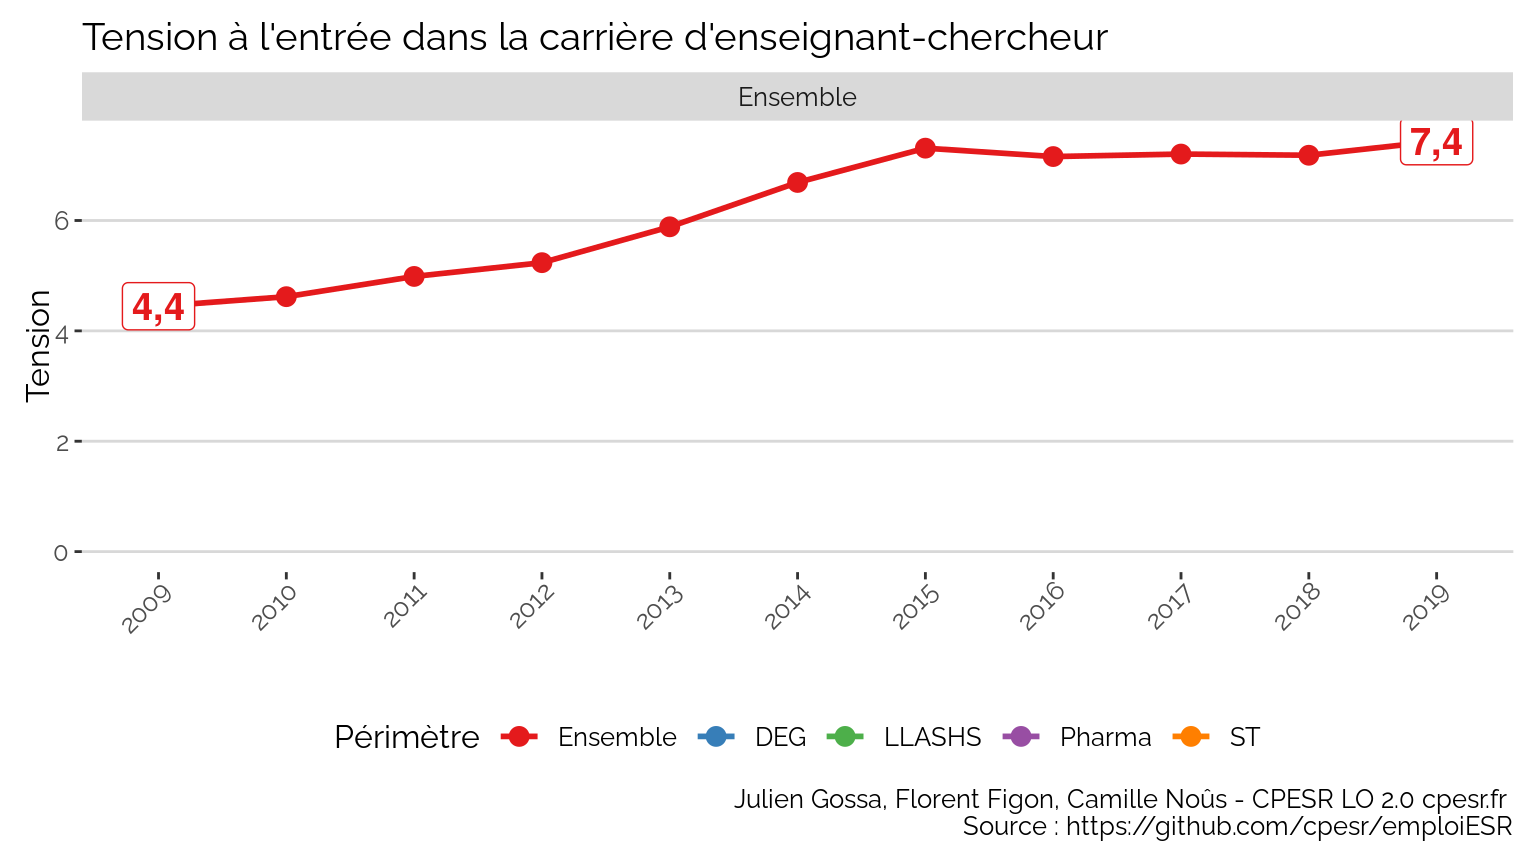 Tension à l'entrée dans la carrière d'enseignant-chercheur
Ensemble
7,4
4,4
Tension
6
4
2
0
2009 2010 2011 2012 2013 2014 2015 2016 2017 2018 2019
Périmètre Ensemble DEG LLASHS Pharma ST
Julien Gossa, Florent Figon, Camille Noûs - CPESR LO 2.0 cpesr.fr
Source : https://github.com/cpesr/emploiESR